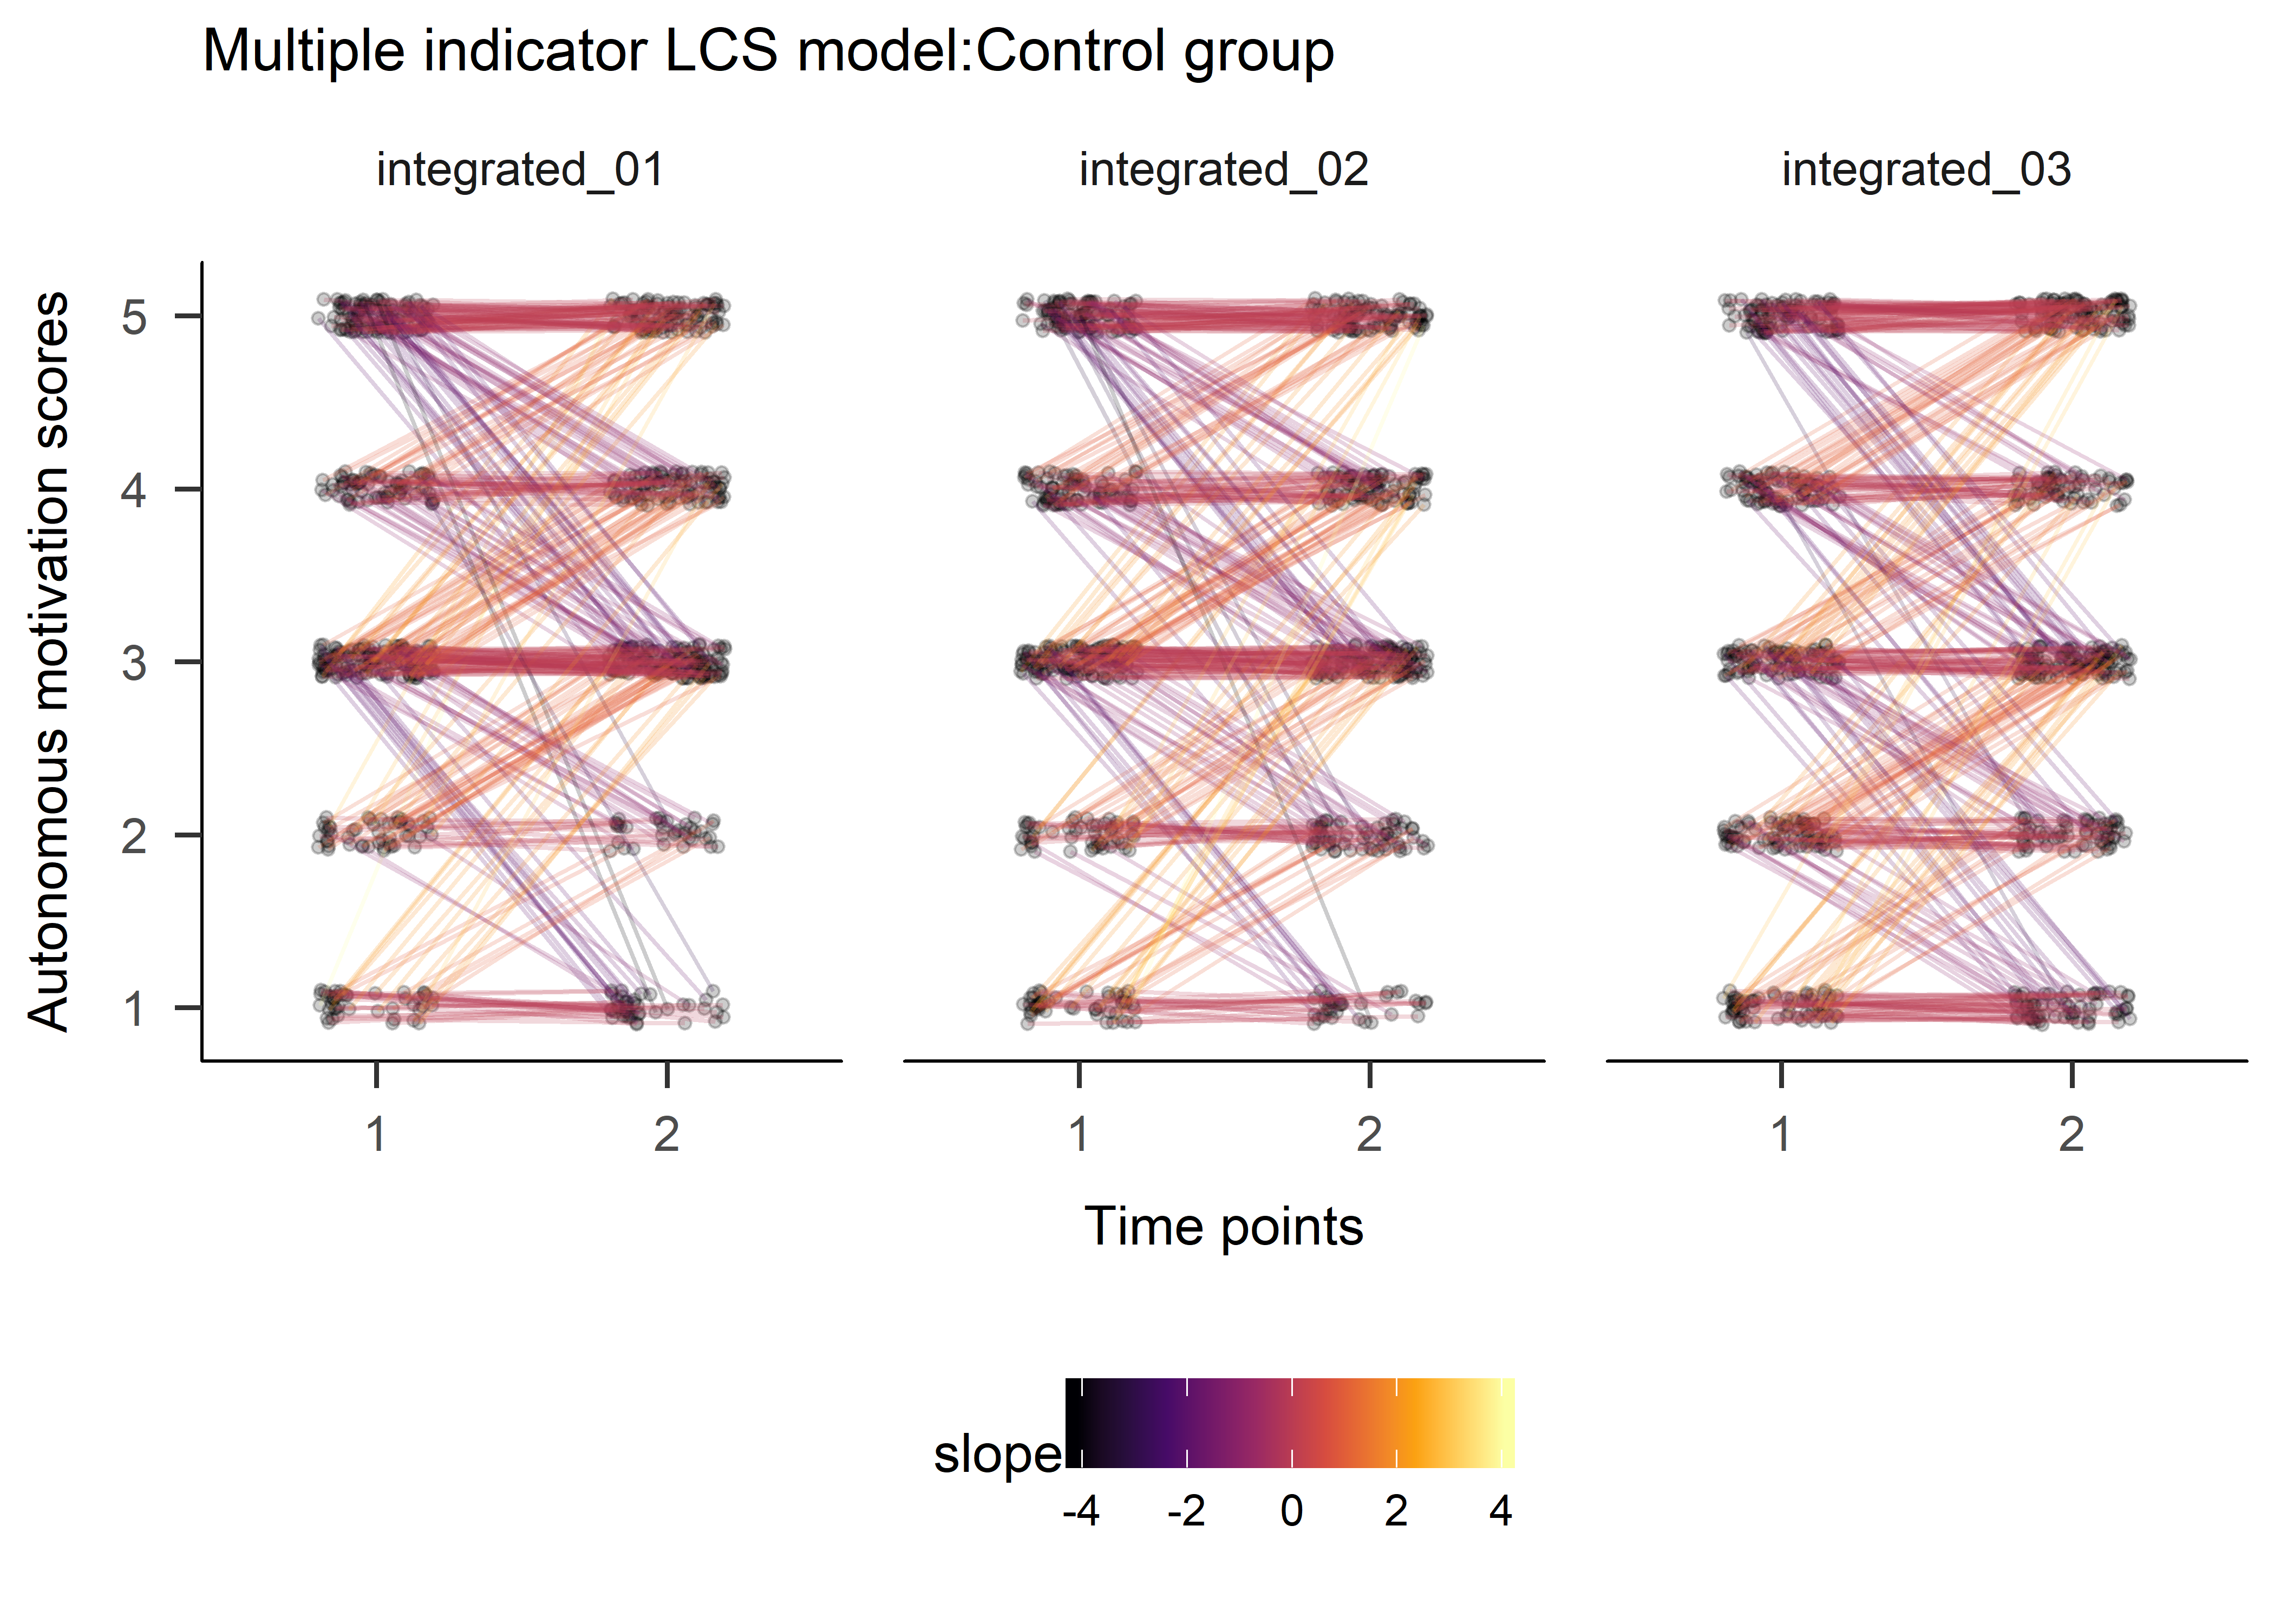 Multiple indicator LCS model:Control group
integrated_01 integrated_02 integrated_03
Autonomous motivation scores
5
4
3
2
1
1 2 1 2 1 2
Time points
slope
-4 -2 0 2 4